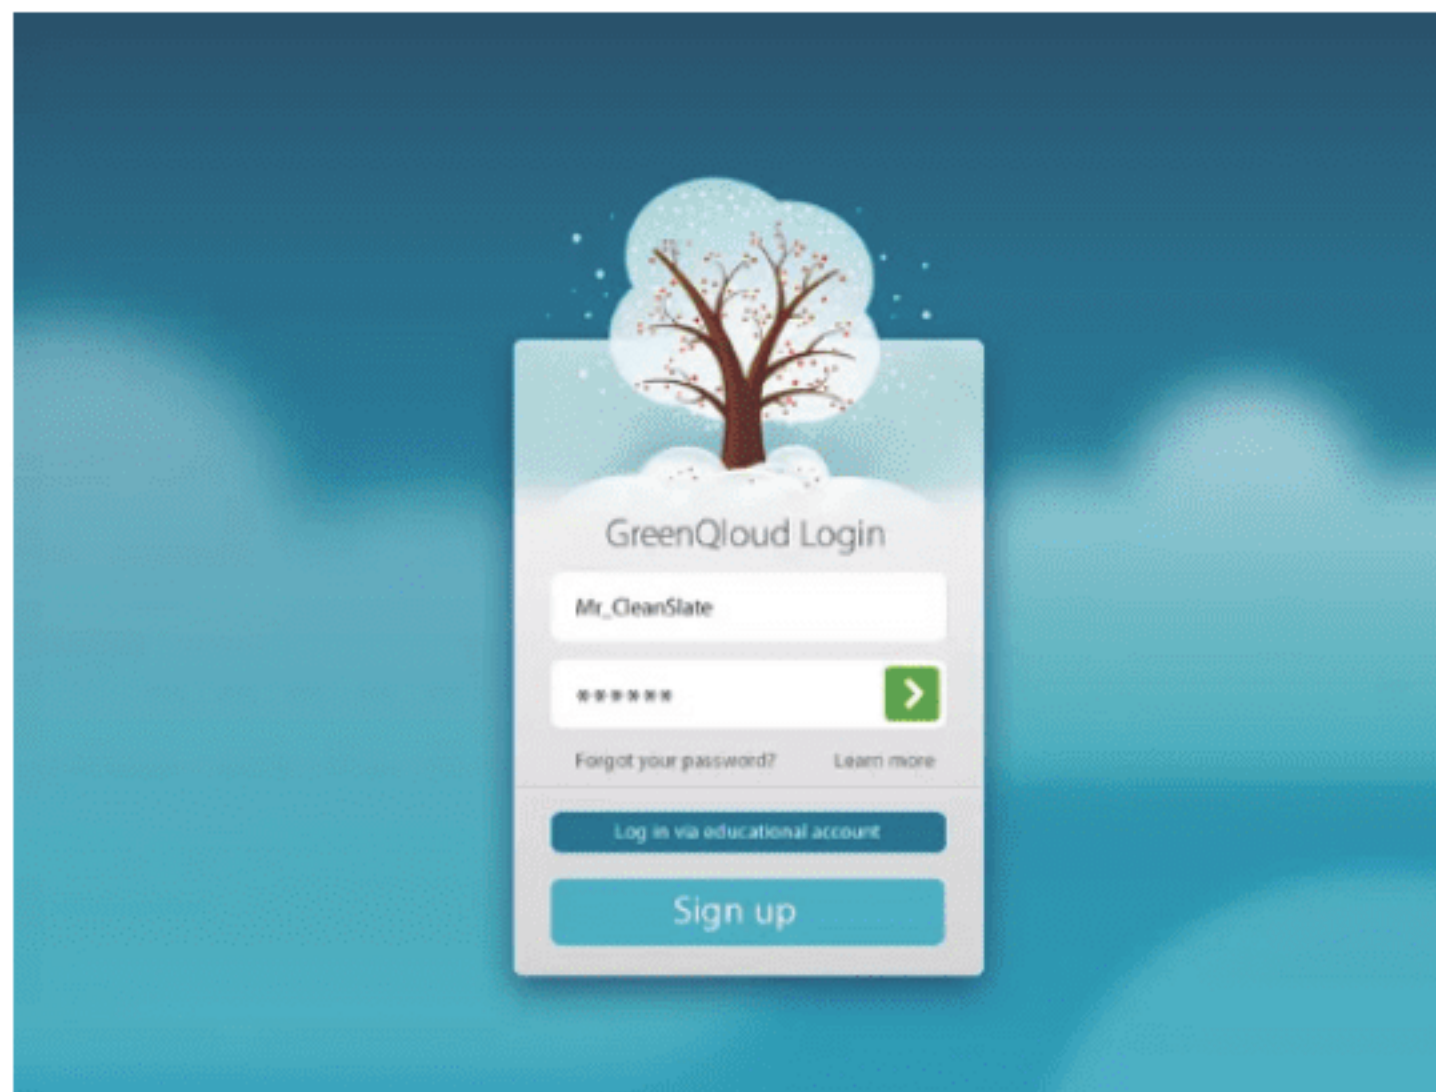 GreenQloud Login
Mr_CleanSlate
******
Forgot your password? Learn more
Log in via educational account
Sign up